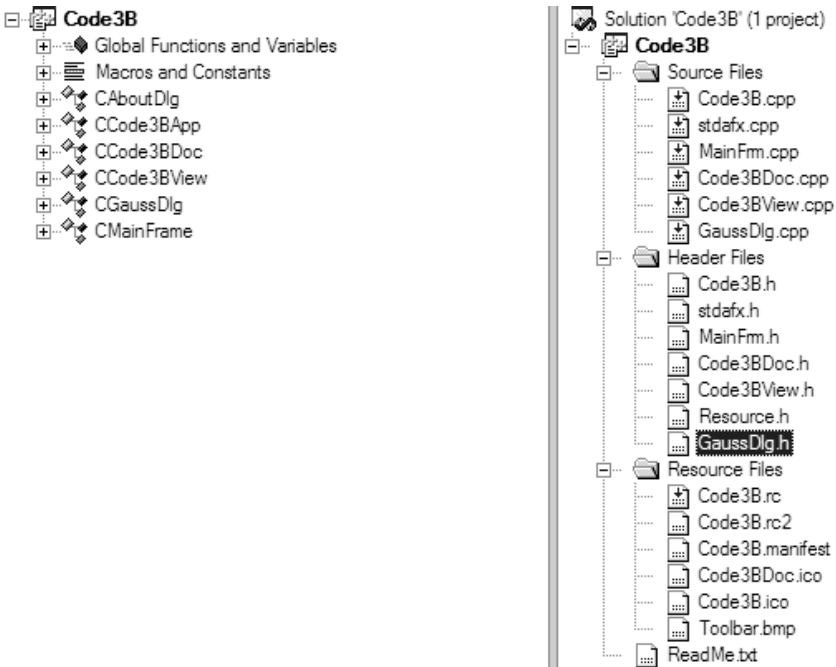 Code3B
Global Functions and Variables
Macros and Constants
CAboutDlg
CCode3BApp
CCode3BDoc
CCode3BView
CGaussDlg
CMainFrame
Solution 'Code3B' (1 project)
Code3B
Source Files
Code3B.cpp
stdafx.cpp
MainFrm.cpp
Code3BDoc.cpp
Code3BView.cpp
GaussDlg.cpp
Header Files
Code3B.h
stdafx.h
MainFrm.h
Code3BDoc.h
Code3BView.h
Resource.h
GaussDlg.h
Resource Files
Code3B.rc
Code3B.rc2
Code3B.manifest
Code3BDoc.ico
Code3B.ico
Toolbar.bmp
ReadMe.txt